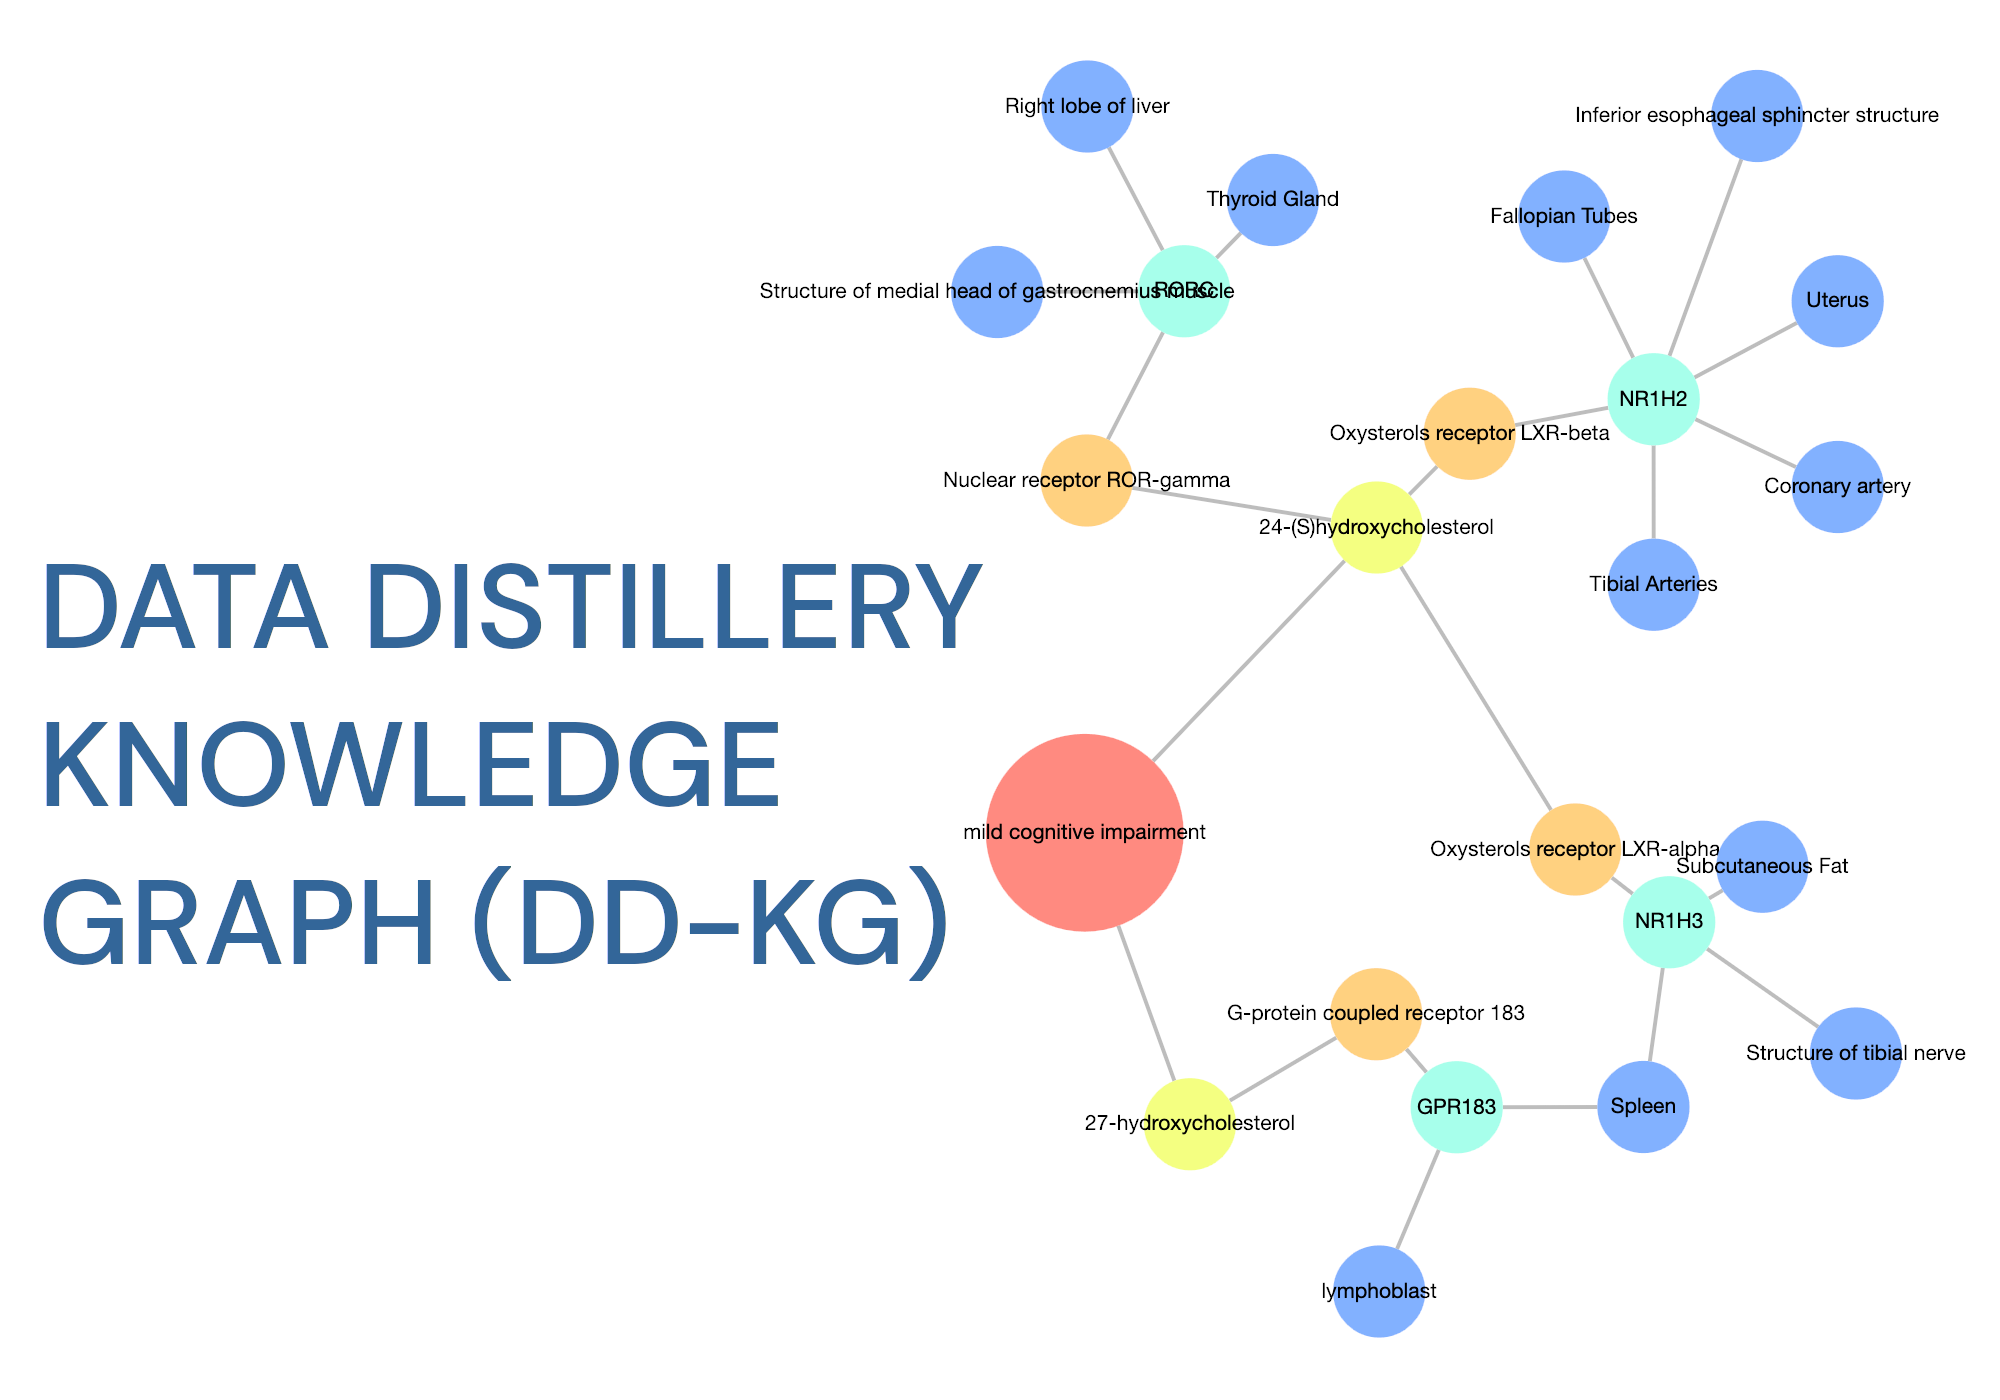 Right lobe of liver
Inferior esophageal sphincter structure
Thyroid Gland
Fallopian Tubes
Structure of medial head of gastrocnemius muscle
RORC
Uterus
NR1H2
Oxysterols receptor LXR-beta
Nuclear receptor ROR-gamma
Coronary artery
24-(S)hydroxycholesterol
Tibial Arteries
DATA DISTILLERY
KNOWLEDGE
GRAPH (DD-KG)
mild cognitive impairment
Oxysterols receptor LXR-alpha
Subcutaneous Fat
NR1H3
G-protein coupled receptor 183
Structure of tibial nerve
GPR183
Spleen
27-hydroxycholesterol
lymphoblast